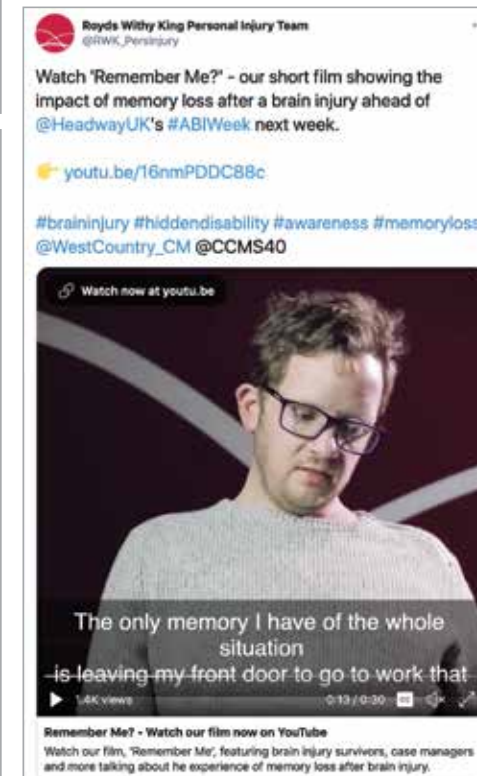 Royds Withy King Personal Injury Team
@RWK_PersInjury
Watch 'Remember Me?' - our short film showing the
impact of memory loss after a brain injury ahead of
@HeadwayUK's #ABIWeek next week.
youtu.be/16nmPDDC88c
#braininjury #hiddendisability #awareness #memoryloss
@WestCountry_CM @CCMS40
Watch now at youtu.be
The only memory I have of the whole
situation
is leaving my front door to go to work that
1.4K views
0:13 / 0:30
Remember Me? - Watch our film now on YouTube
Watch our film, 'Remember Me', featuring brain injury survivors, case managers
and more talking about he experience of memory loss after brain injury.